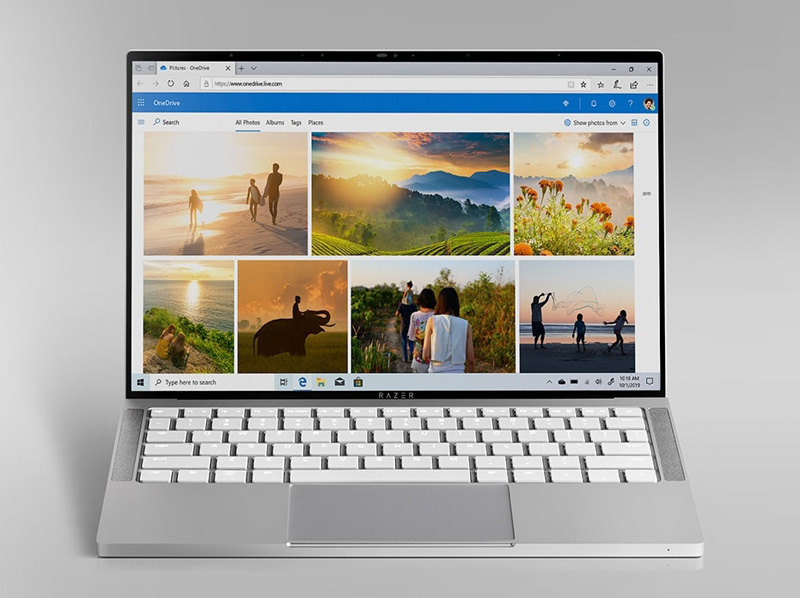 Pictures - OneDrive
https://www.onedrive.live.com
OneDrive
?
Search
All Photos Albums Tags Places
Show photos from
2019
Type here to search
10:18 AM
10/1/2019
RAZER